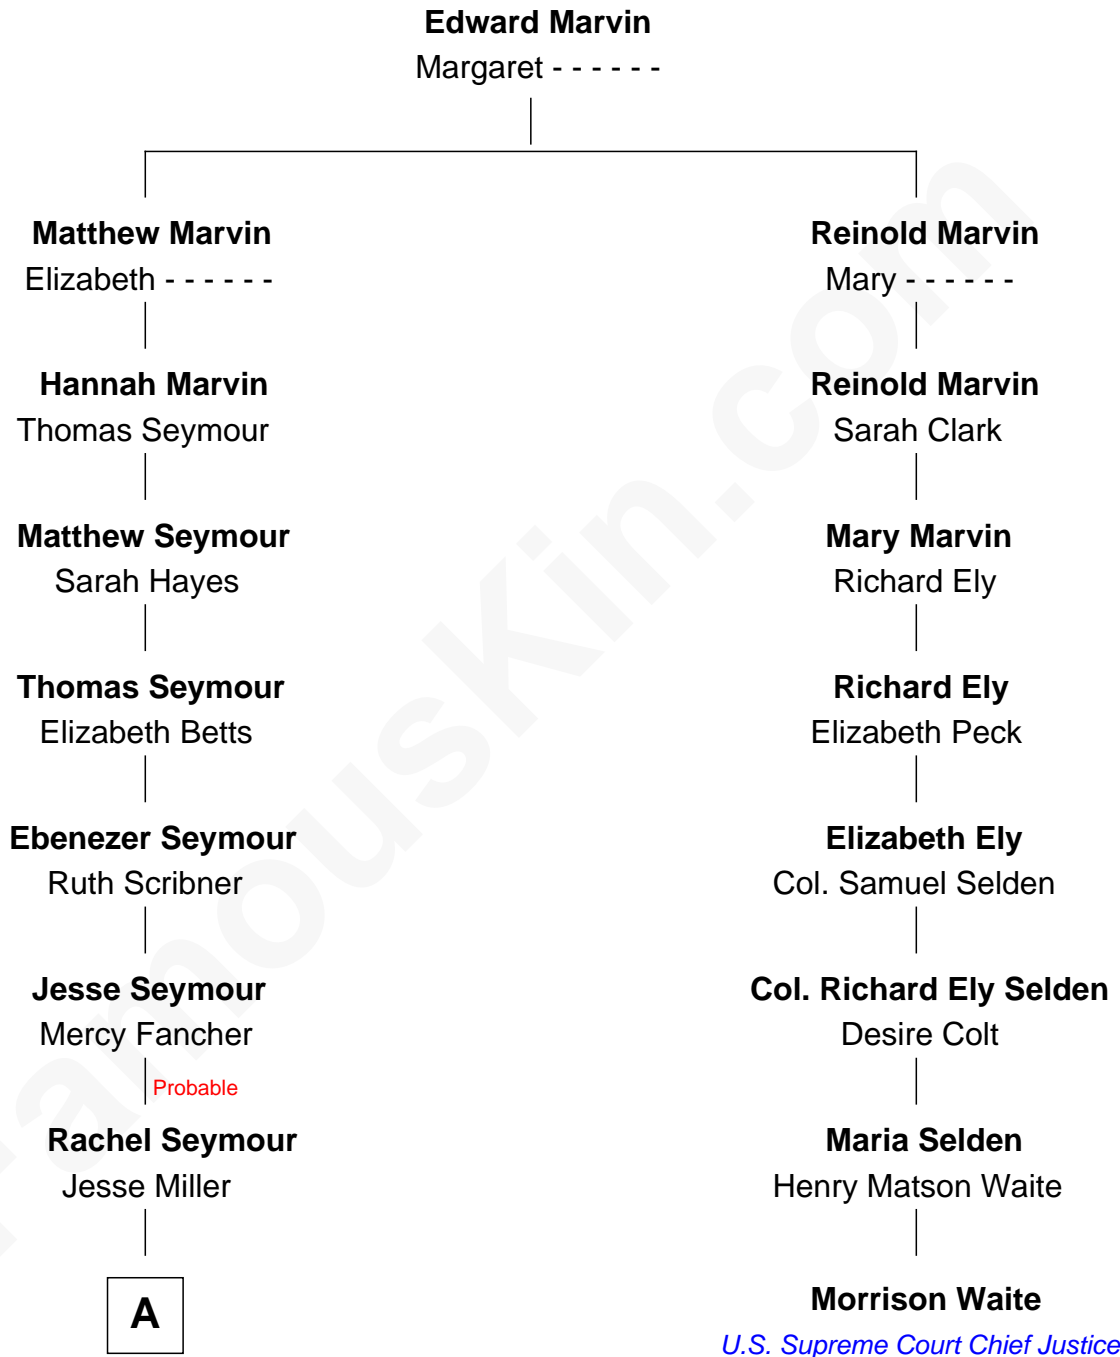 Edward Marvin
Margaret - - - - - -
Matthew Marvin
Elizabeth - - - - - -
Hannah Marvin
Thomas Seymour
Matthew Seymour
Sarah Hayes
Thomas Seymour
Elizabeth Betts
Ebenezer Seymour
Ruth Scribner
Jesse Seymour
Mercy Fancher
Probable
Rachel Seymour
Jesse Miller
A
Reinold Marvin
Mary - - - - - -
Reinold Marvin
Sarah Clark
Mary Marvin
Richard Ely
Richard Ely
Elizabeth Peck
Elizabeth Ely
Col. Samuel Selden
Col. Richard Ely Selden
Desire Colt
Maria Selden
Henry Matson Waite
Morrison Waite
U.S. Supreme Court Chief Justice
FamousKin.com